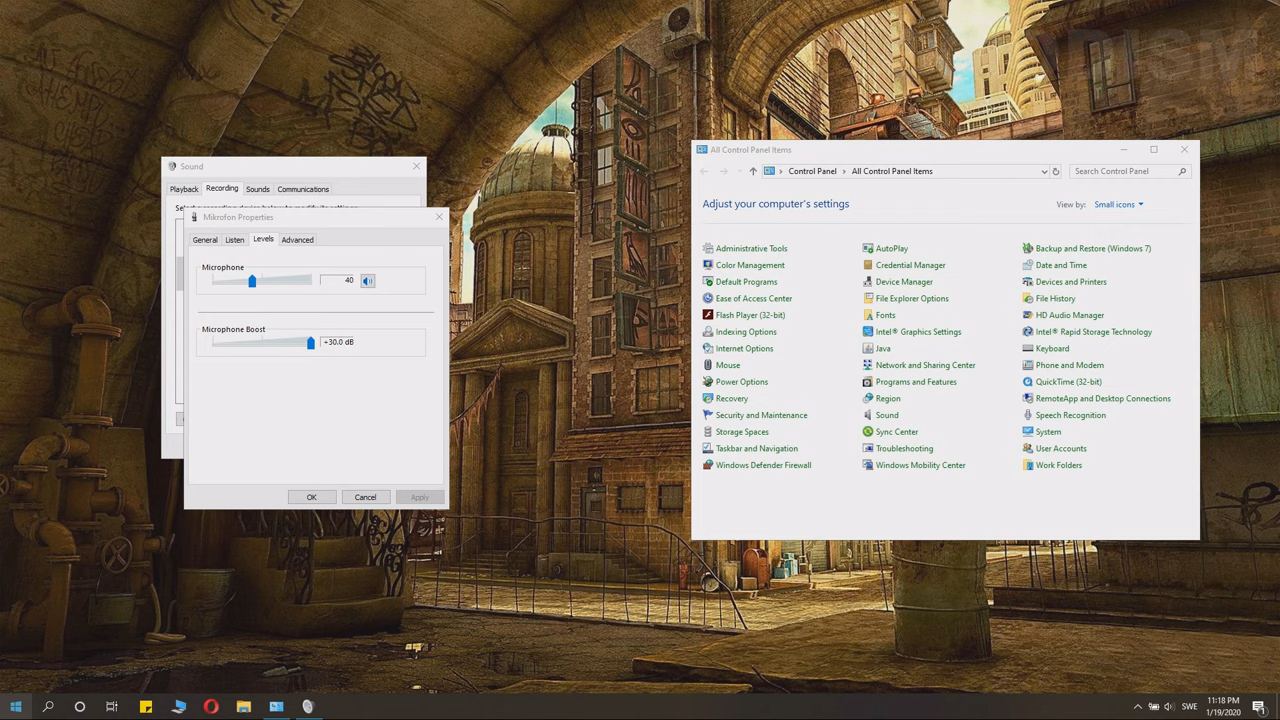 Sound
Playback
Recording
Sounds
Communications
Mikrofon Properties
General
Listen
Levels
Advanced
Microphone
40
Microphone Boost
+30.0 dB
OK
Cancel
Apply
All Control Panel Items
Control Panel
All Control Panel Items
Search Control Panel
Adjust your computer's settings
View by:
Small icons
Administrative Tools
AutoPlay
Backup and Restore (Windows 7)
Color Management
Credential Manager
Date and Time
Default Programs
Device Manager
Devices and Printers
Ease of Access Center
File Explorer Options
File History
Flash Player (32-bit)
Fonts
HD Audio Manager
Indexing Options
Intel® Graphics Settings
Intel® Rapid Storage Technology
Internet Options
Java
Keyboard
Mouse
Network and Sharing Center
Phone and Modem
Power Options
Programs and Features
QuickTime (32-bit)
Recovery
Region
RemoteApp and Desktop Connections
Security and Maintenance
Sound
Speech Recognition
Storage Spaces
Sync Center
System
Taskbar and Navigation
Troubleshooting
User Accounts
Windows Defender Firewall
Windows Mobility Center
Work Folders
SWE
11:18 PM
1/19/2020
1